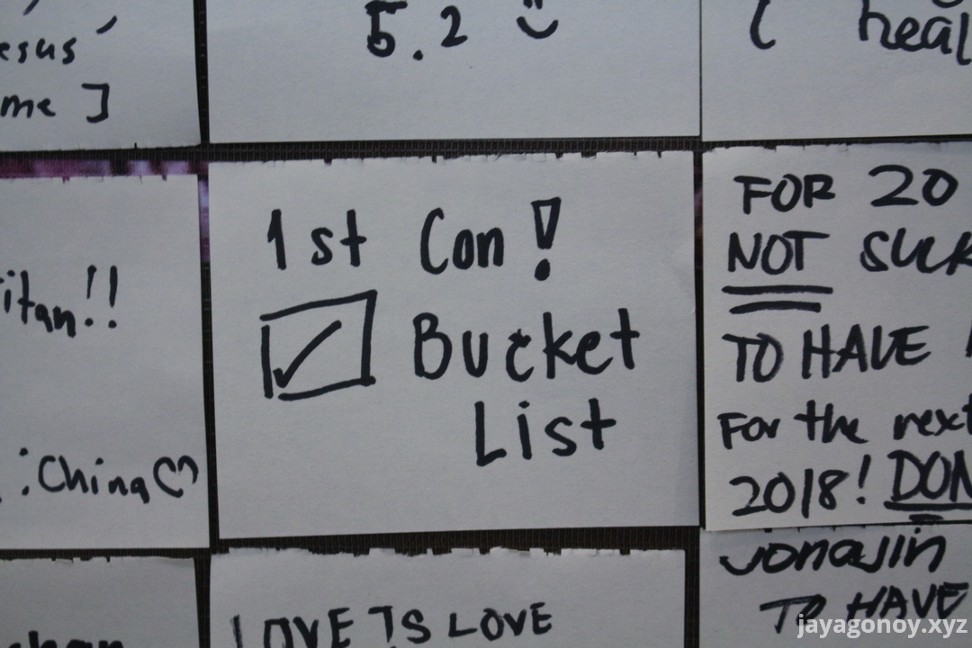 esus'
me ]
5.2
( heal
itan!!
: China♡
1st Con!
☑ Bucket
List
FOR 20
NOT SUCK
TO HAVE
For the next
2018! DON
LOVE IS LOVE
jonajin
TO HAVE
jayagonoy.xyz